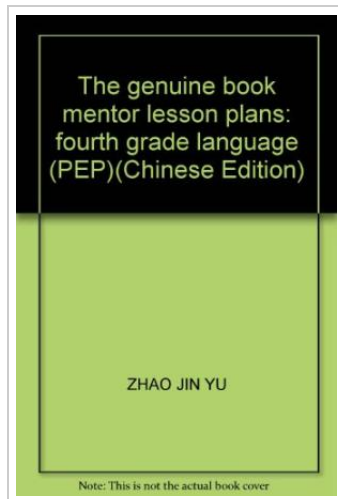 The genuine book
mentor lesson plans:
fourth grade language
(PEP)(Chinese Edition)
ZHAO JIN YU
Note: This is not the actual book cover